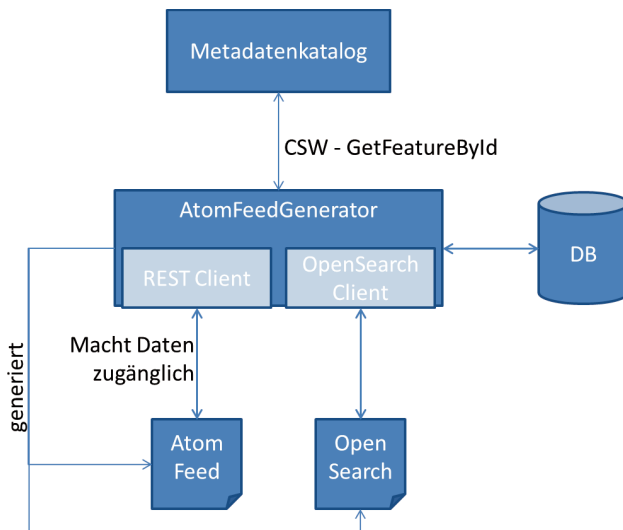 Metadatenkatalog
CSW - GetFeatureById
AtomFeedGenerator
REST Client
OpenSearch
Client
DB
Macht Daten
zugänglich
generiert
Atom
Feed
Open
Search